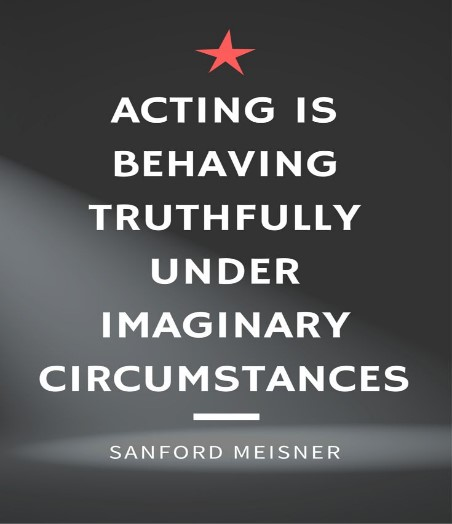 ACTING IS
BEHAVING
TRUTHFULLY
UNDER
IMAGINARY
CIRCUMSTANCES
SANFORD MEISNER